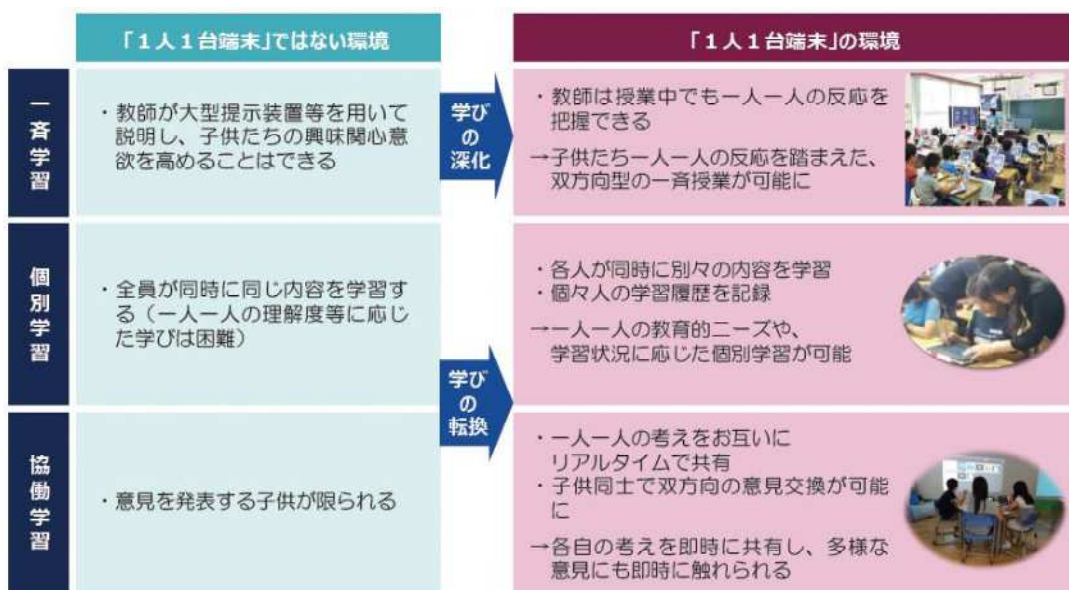 「１人１台端末」ではない環境
「１人１台端末」の環境
一斉学習
・教師が大型提示装置等を用いて
説明し、子供たちの興味関心意
欲を高めることはできる
学び
の
深化
・教師は授業中でも一人一人の反応を
把握できる
→子供たち一人一人の反応を踏まえた、
双方向型の一斉授業が可能に
個別学習
・全員が同時に同じ内容を学習す
る（一人一人の理解度等に応じ
た学びは困難）
学び
の
転換
・各人が同時に別々の内容を学習
・個々人の学習履歴を記録
→一人一人の教育的ニーズや、
学習状況に応じた個別学習が可能
協働学習
・意見を発表する子供が限られる
・一人一人の考えをお互いに
リアルタイムで共有
・子供同士で双方向の意見交換が可能
に
→各自の考えを即時に共有し、多様な
意見にも即時に触れられる